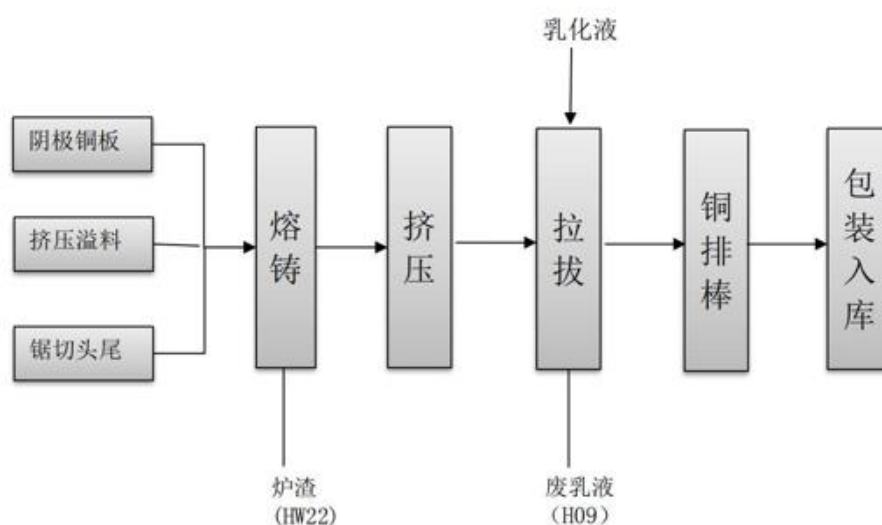 乳化液
阴极铜板
挤压溢料
锯切头尾
熔铸
挤压
拉拔
铜排棒
包装入库
炉渣
(HW22)
废乳液
（H09）